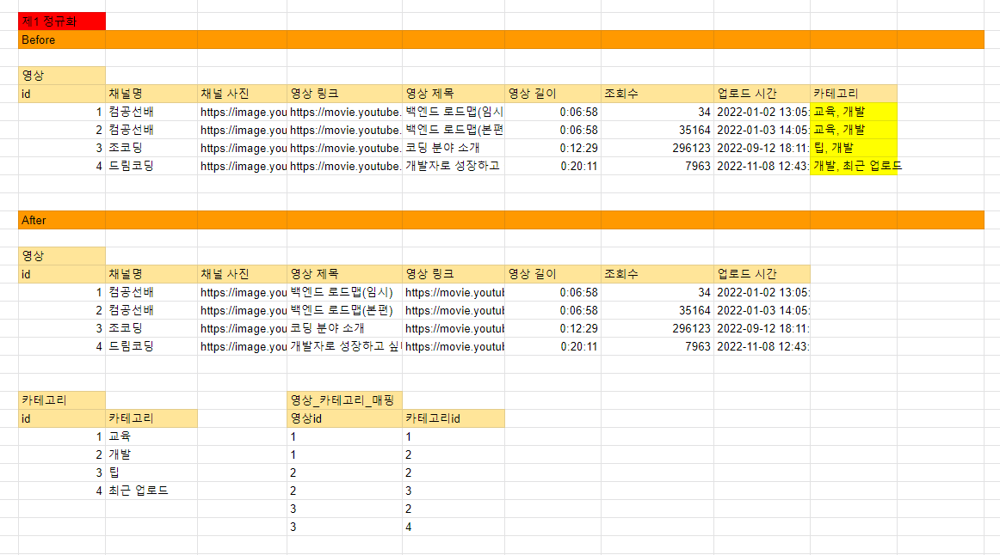 제1 정규화
Before
영상
id 채널명 채널 사진 영상 링크 영상 제목 영상 길이 조회수 업로드 시간 카테고리
1 컴공선배 https://image.you https://movie.youtube. 백엔드 로드맵(임시 0:06:58 34 2022-01-02 13:05: 교육, 개발
2 컴공선배 https://image.you https://movie.youtube. 백엔드 로드맵(본편 0:06:58 35164 2022-01-03 14:05: 교육, 개발
3 조코딩 https://image.you https://movie.youtube. 코딩 분야 소개 0:12:29 296123 2022-09-12 18:11: 팁, 개발
4 드림코딩 https://image.you https://movie.youtube. 개발자로 성장하고 0:20:11 7963 2022-11-08 12:43: 개발, 최근 업로드
After
영상
id 채널명 채널 사진 영상 제목 영상 링크 영상 길이 조회수 업로드 시간
1 컴공선배 https://image.you 백엔드 로드맵(임시) https://movie.youtub 0:06:58 34 2022-01-02 13:05:
2 컴공선배 https://image.you 백엔드 로드맵(본편) https://movie.youtub 0:06:58 35164 2022-01-03 14:05:
3 조코딩 https://image.you 코딩 분야 소개 https://movie.youtub 0:12:29 296123 2022-09-12 18:11:
4 드림코딩 https://image.you 개발자로 성장하고 https://movie.youtub 0:20:11 7963 2022-11-08 12:43:
카테고리 영상_카테고리_매핑
id 카테고리 영상id 카테고리id
1 교육 1 1
2 개발 1 2
3 팁 2 2
4 최근 업로드 2 3
3 2
3 4